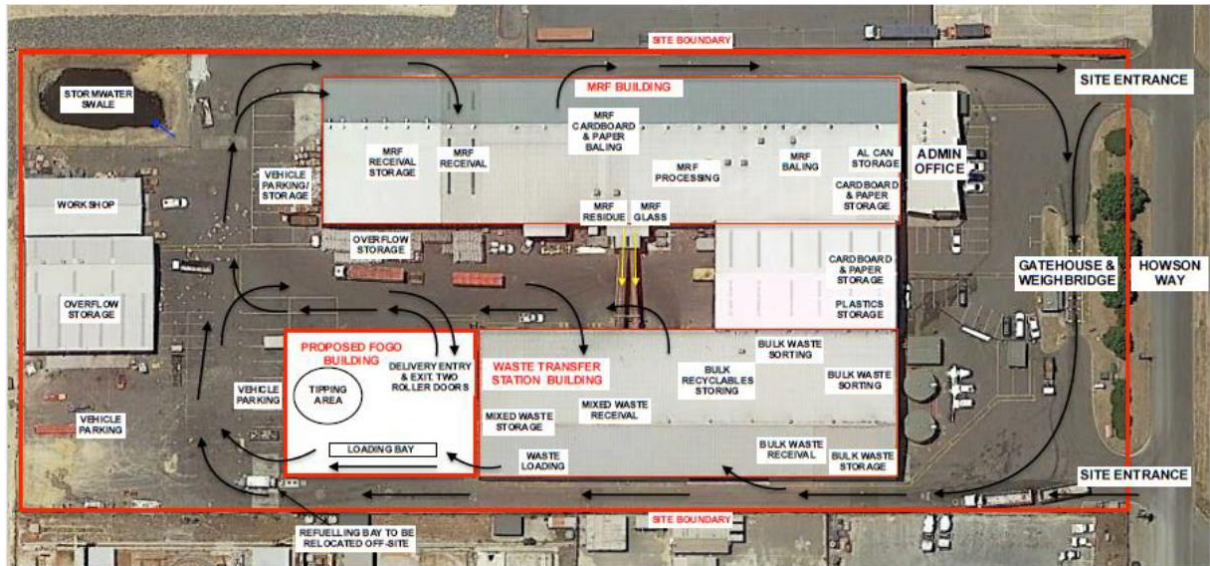 SITE BOUNDARY
SITE ENTRANCE
STORMWATER
SWALE
MRF BUILDING
MRF
CARDBOARD
& PAPER
BALING
MRF
RECEIVAL
STORAGE
MRF
RECEIVAL
MRF
PROCESSING
MRF
BALING
AL CAN
STORAGE
CARDBOARD
& PAPER
STORAGE
ADMIN
OFFICE
VEHICLE
PARKING/
STORAGE
WORKSHOP
MRF
RESIDUE
MRF
GLASS
OVERFLOW
STORAGE
OVERFLOW
STORAGE
CARDBOARD
& PAPER
STORAGE
PLASTICS
STORAGE
GATEHOUSE &
WEIGHBRIDGE
HOWSON
WAY
PROPOSED FOGO
BUILDING
TIPPING
AREA
DELIVERY ENTRY
& EXIT. TWO
ROLLER DOORS
LOADING BAY
VEHICLE
PARKING
VEHICLE
PARKING
WASTE TRANSFER
STATION BUILDING
BULK WASTE
SORTING
BULK
RECYCLABLES
STORING
BULK WASTE
SORTING
MIXED WASTE
STORAGE
MIXED WASTE
RECEIVAL
WASTE
LOADING
BULK WASTE
RECEIVAL
BULK WASTE
STORAGE
SITE ENTRANCE
SITE BOUNDARY
REFUELLING BAY TO BE
RELOCATED OFF-SITE